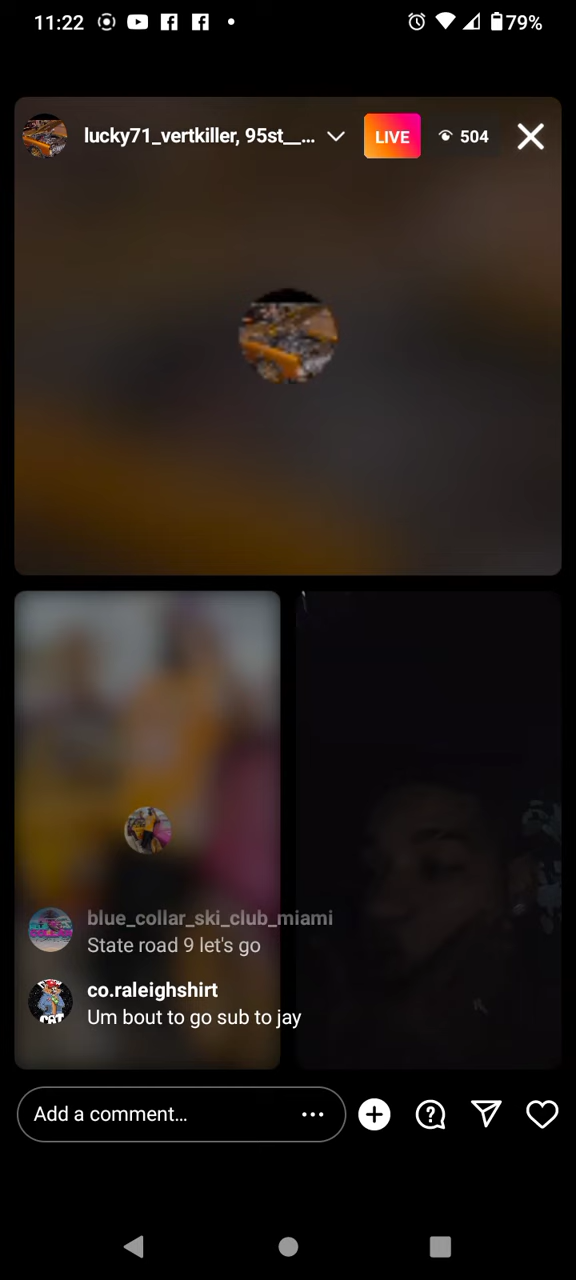 11:22
79%
lucky71_vertkiller, 95st__...
LIVE
504
blue_collar_ski_club_miami
State road 9 let's go
co.raleighshirt
Um bout to go sub to jay
Add a comment...